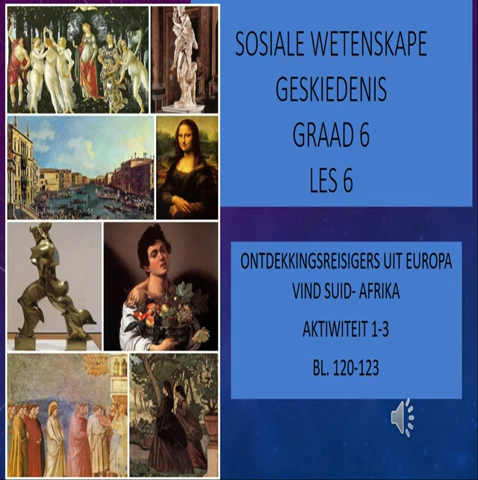 SOSIALE WETENSKAPE
GESKIEDENIS
GRAAD 6
LES 6
ONTDEKKINGSREISIGERS UIT EUROPA
VIND SUID- AFRIKA
AKTIWITEIT 1-3
BL. 120-123